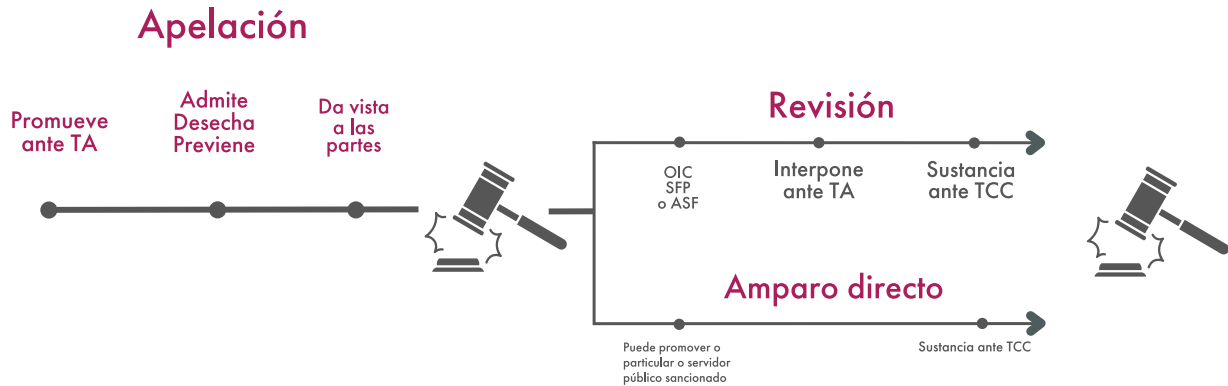 Apelación
Promueve
ante TA
Admite
Desecha
Previene
Da vista
a las
partes
Revisión
OIC
SFP
o ASF
Interpone
ante TA
Sustancia
ante TCC
Amparo directo
Puede promover o
particular o servidor
público sancionado
Sustancia ante TCC